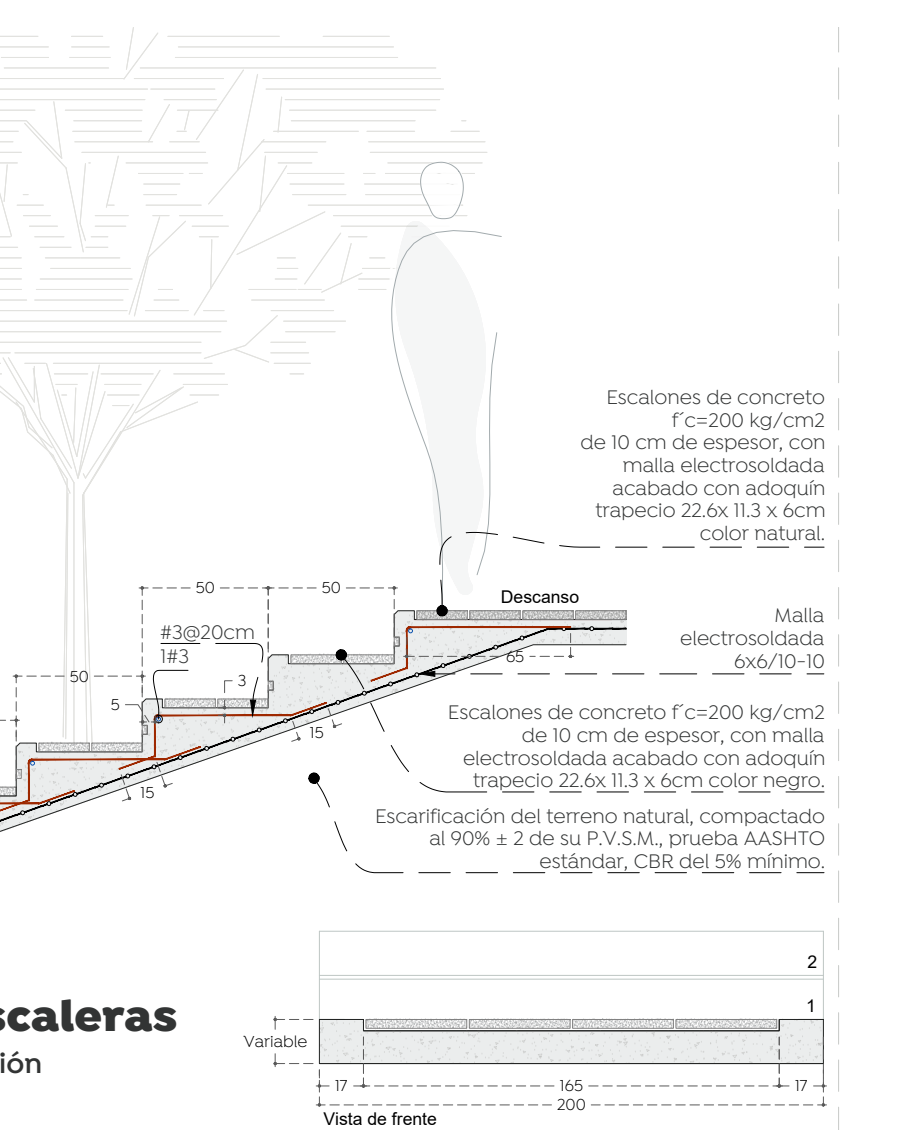 Escalones de concreto
f´c=200 kg/cm2
de 10 cm de espesor, con
malla electrosoldada
acabado con adoquín
trapecio 22.6x 11.3 x 6cm
color natural.
50
50
Descanso
#3@20cm
1#3
Malla
electrosoldada
6x6/10-10
65
50
3
5
15
15
Escalones de concreto f´c=200 kg/cm2
de 10 cm de espesor, con malla
electrosoldada acabado con adoquín
trapecio 22.6x 11.3 x 6cm color negro.
Escarificación del terreno natural, compactado
al 90% ± 2 de su P.V.S.M., prueba AASHTO
estándar, CBR del 5% mínimo.
2
1
scaleras
ión
Variable
17
165
17
200
Vista de frente